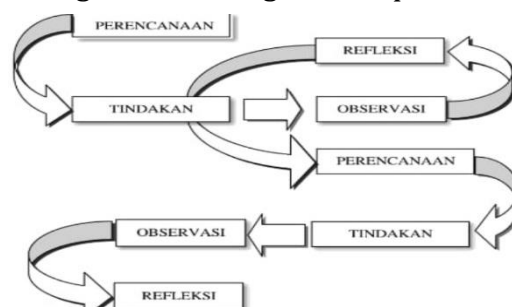 PERENCANAAN
REFLEKSI
TINDAKAN
OBSERVASI
PERENCANAAN
OBSERVASI
TINDAKAN
REFLEKSI